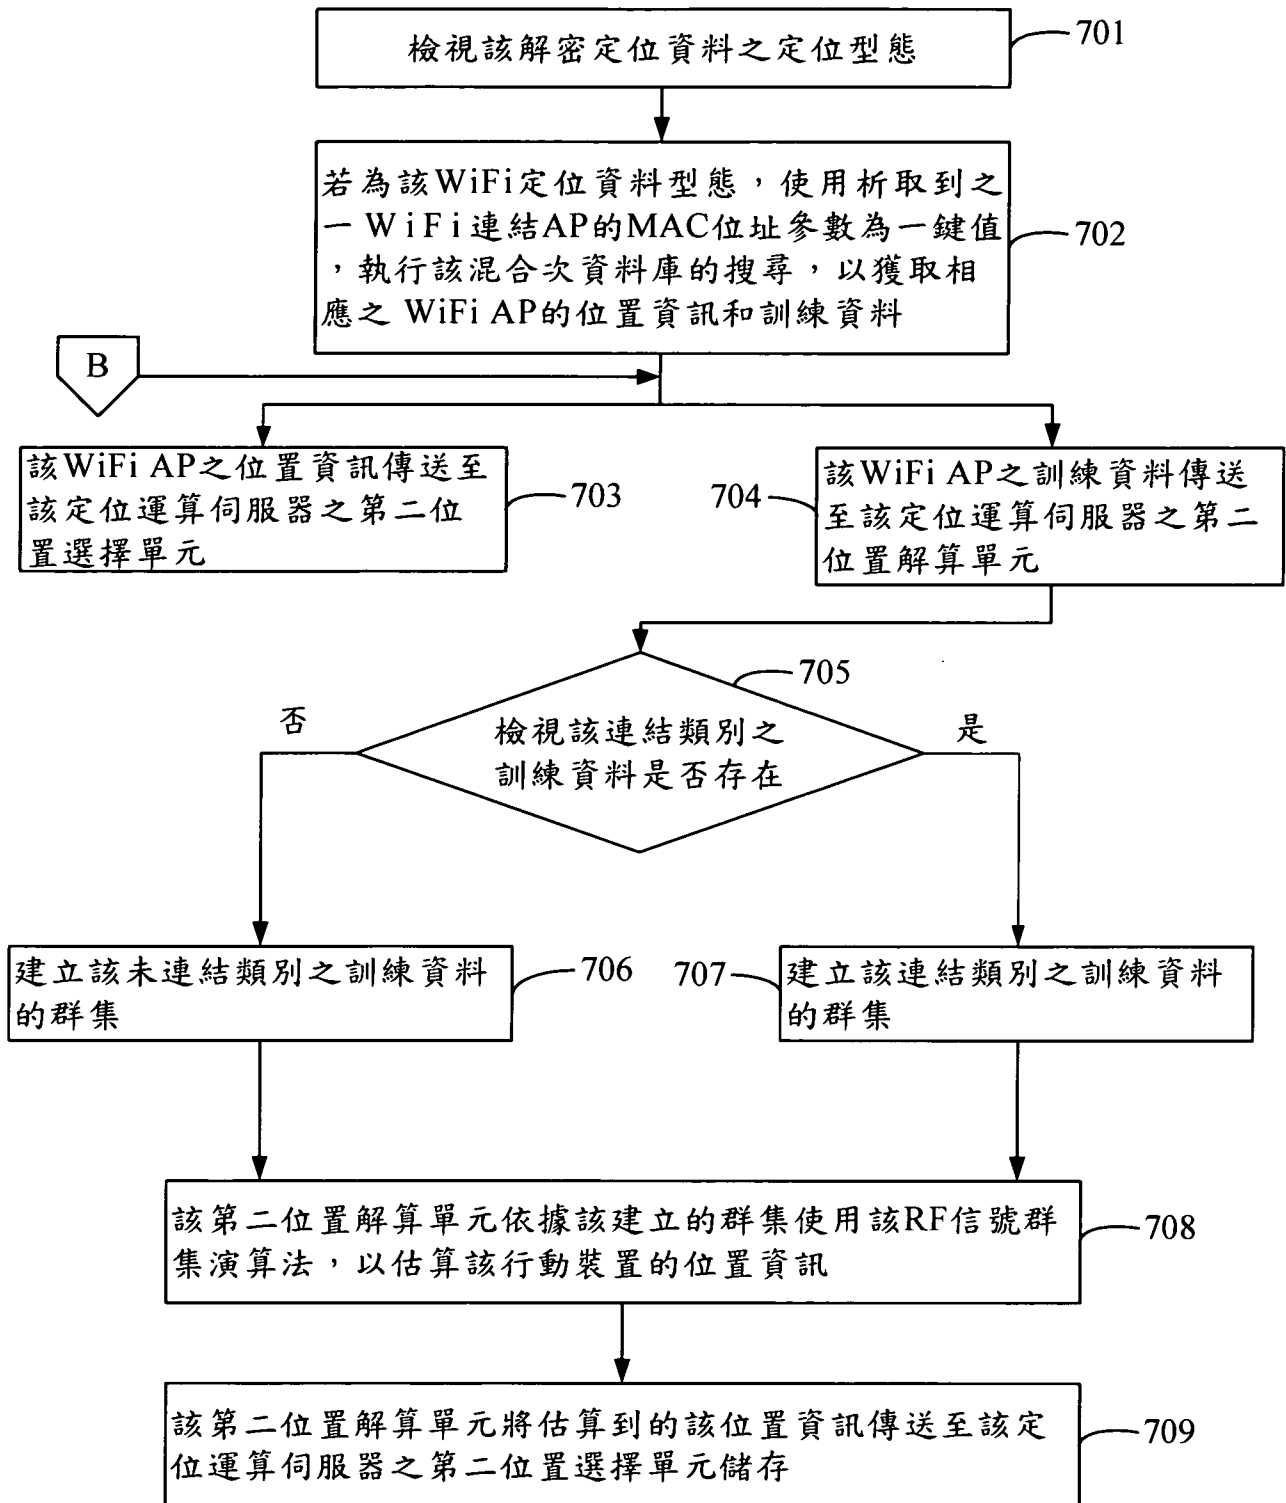 檢視該解密定位資料之定位型態
701
若為該WiFi定位資料型態，使用析取到之
一 WiFi連結AP的MAC位址參數為一鍵值
，執行該混合次資料庫的搜尋，以獲取相
應之 WiFi AP的位置資訊和訓練資料
702
B
該WiFi AP之位置資訊傳送至
該定位運算伺服器之第二位
置選擇單元
703
704
該WiFi AP之訓練資料傳送
至該定位運算伺服器之第二
位置解算單元
705
否
檢視該連結類別之
訓練資料是否存在
是
建立該未連結類別之訓練資料
的群集
706
707
建立該連結類別之訓練資料
的群集
該第二位置解算單元依據該建立的群集使用該RF信號群
集演算法，以估算該行動裝置的位置資訊
708
該第二位置解算單元將估算到的該位置資訊傳送至該定
位運算伺服器之第二位置選擇單元儲存
709